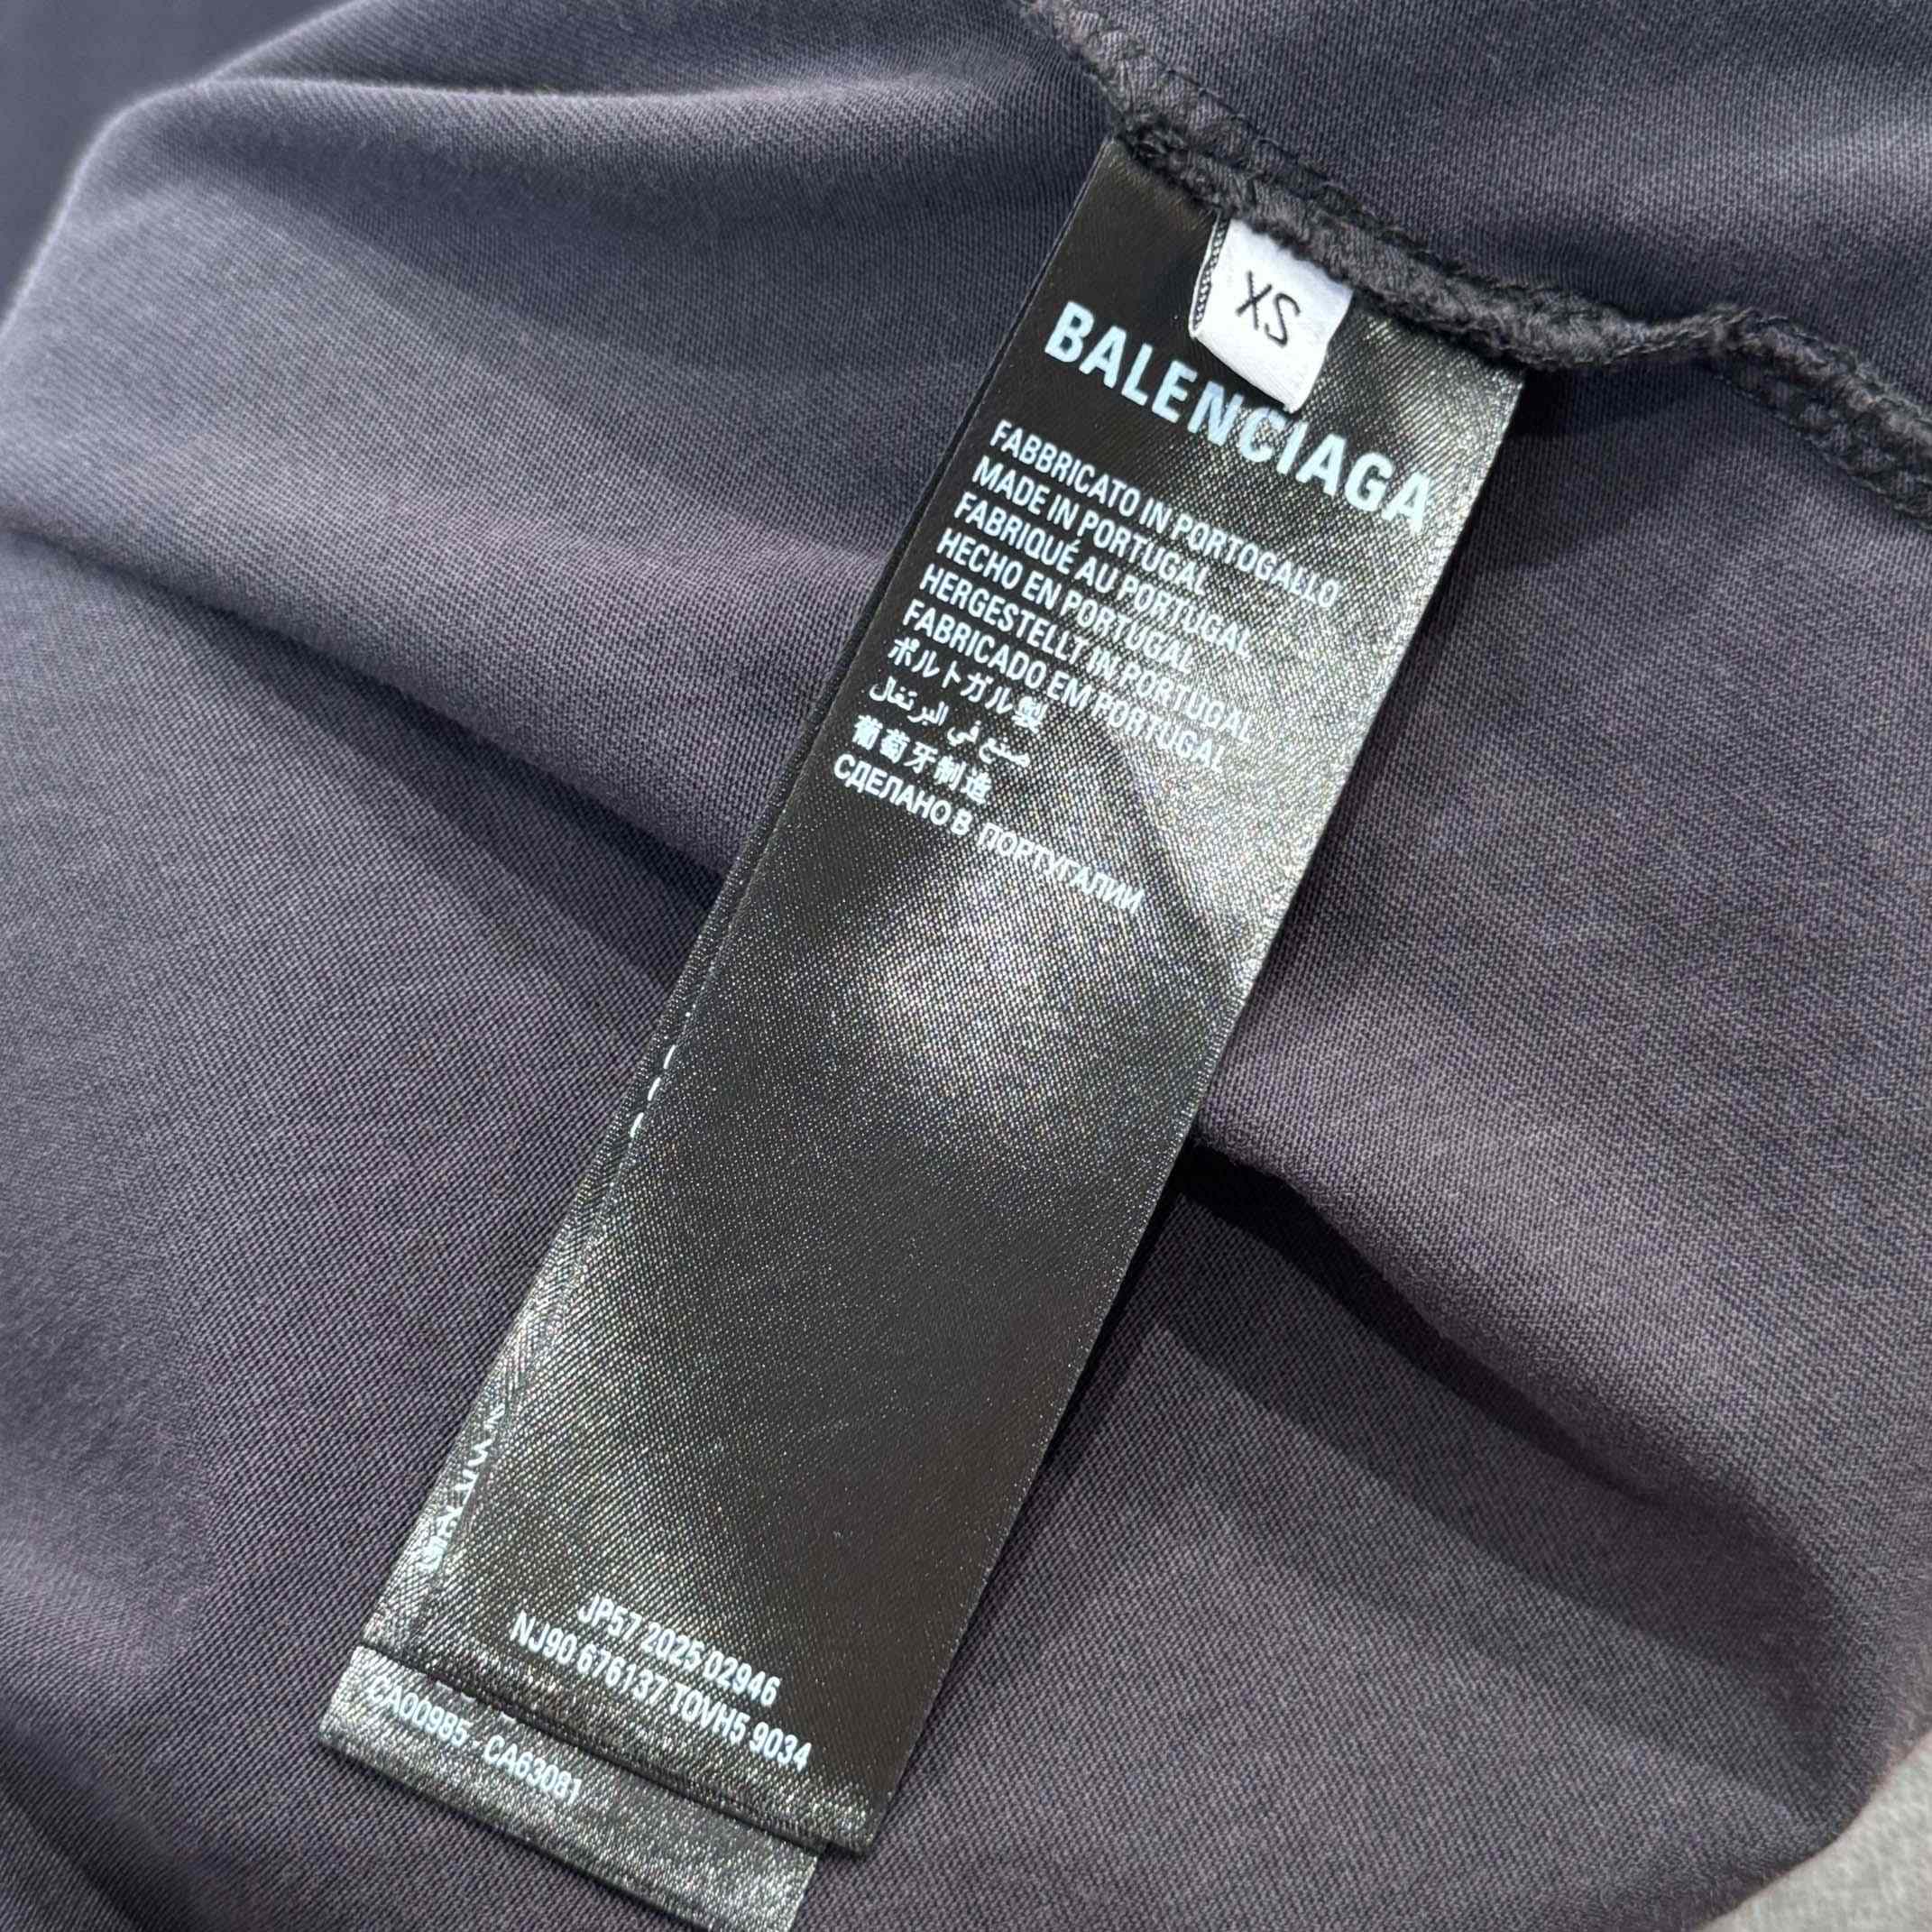 XS
BALENCIAGA
FABBRICATO IN PORTOGALLO
MADE IN PORTUGAL
FABRIQUÉ AU PORTUGAL
HECHO EN PORTUGAL
HERGESTELLT IN PORTUGAL
FABRICADO EM PORTUGAL
ポルトガル製
صنع في البرتغال
葡萄牙制造
СДЕЛАНО В ПОРТУГАЛИИ
JP57 2025 02946
NJ90 676137 TOVH5 9034
CA00985 - CA63081